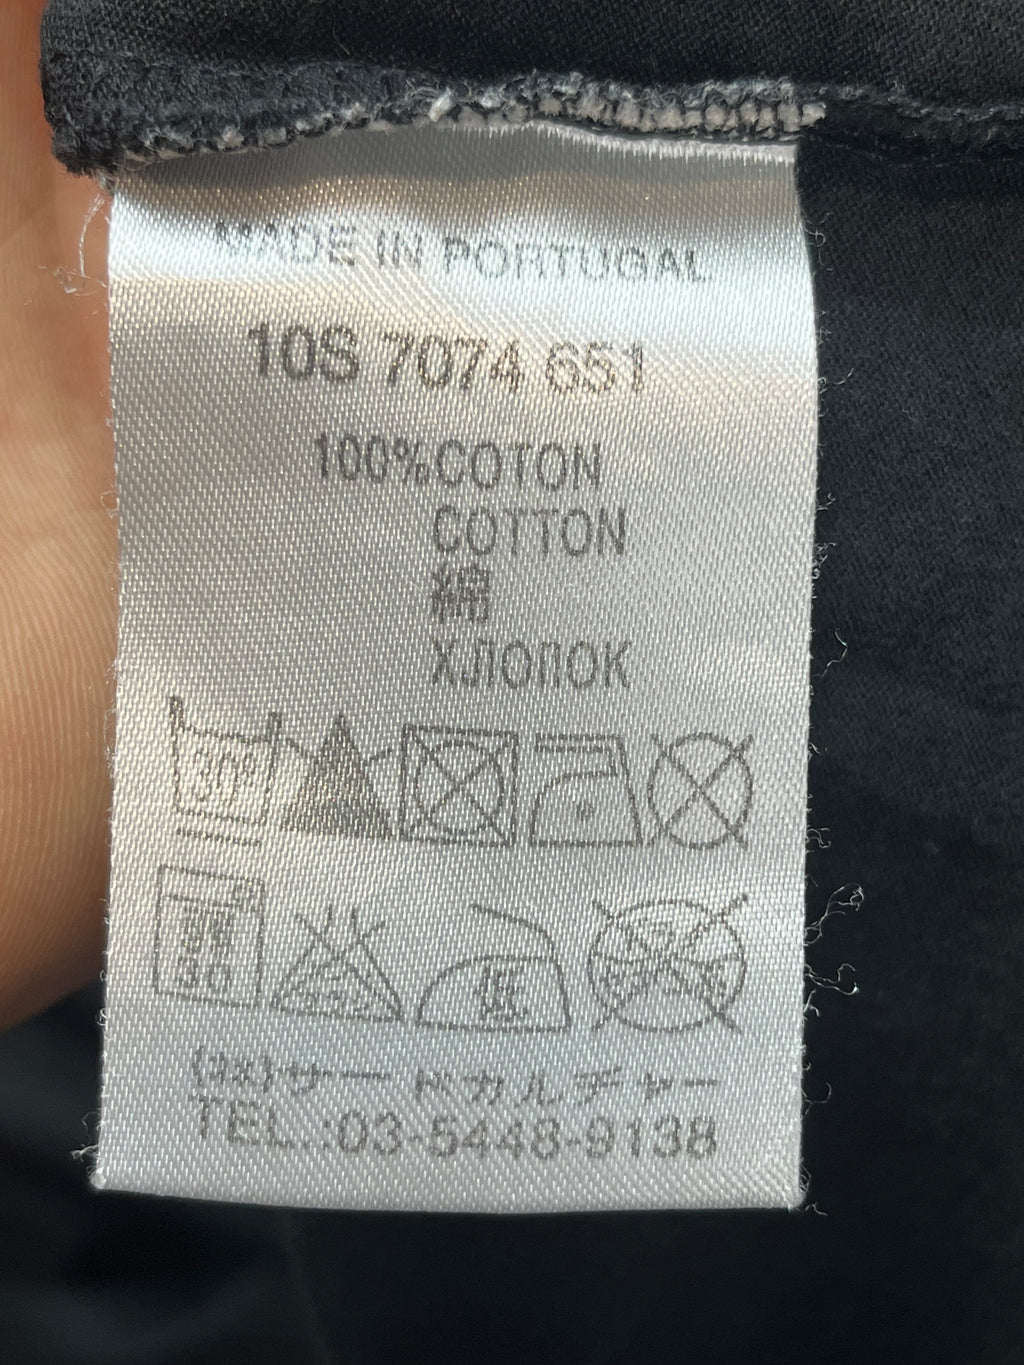 MADE IN PORTUGAL
10S 7074 651
100%COTON
COTTON
綿
ХЛОПОК
30°
中
(株)サードカルチャー
TEL.:03-5448-9138